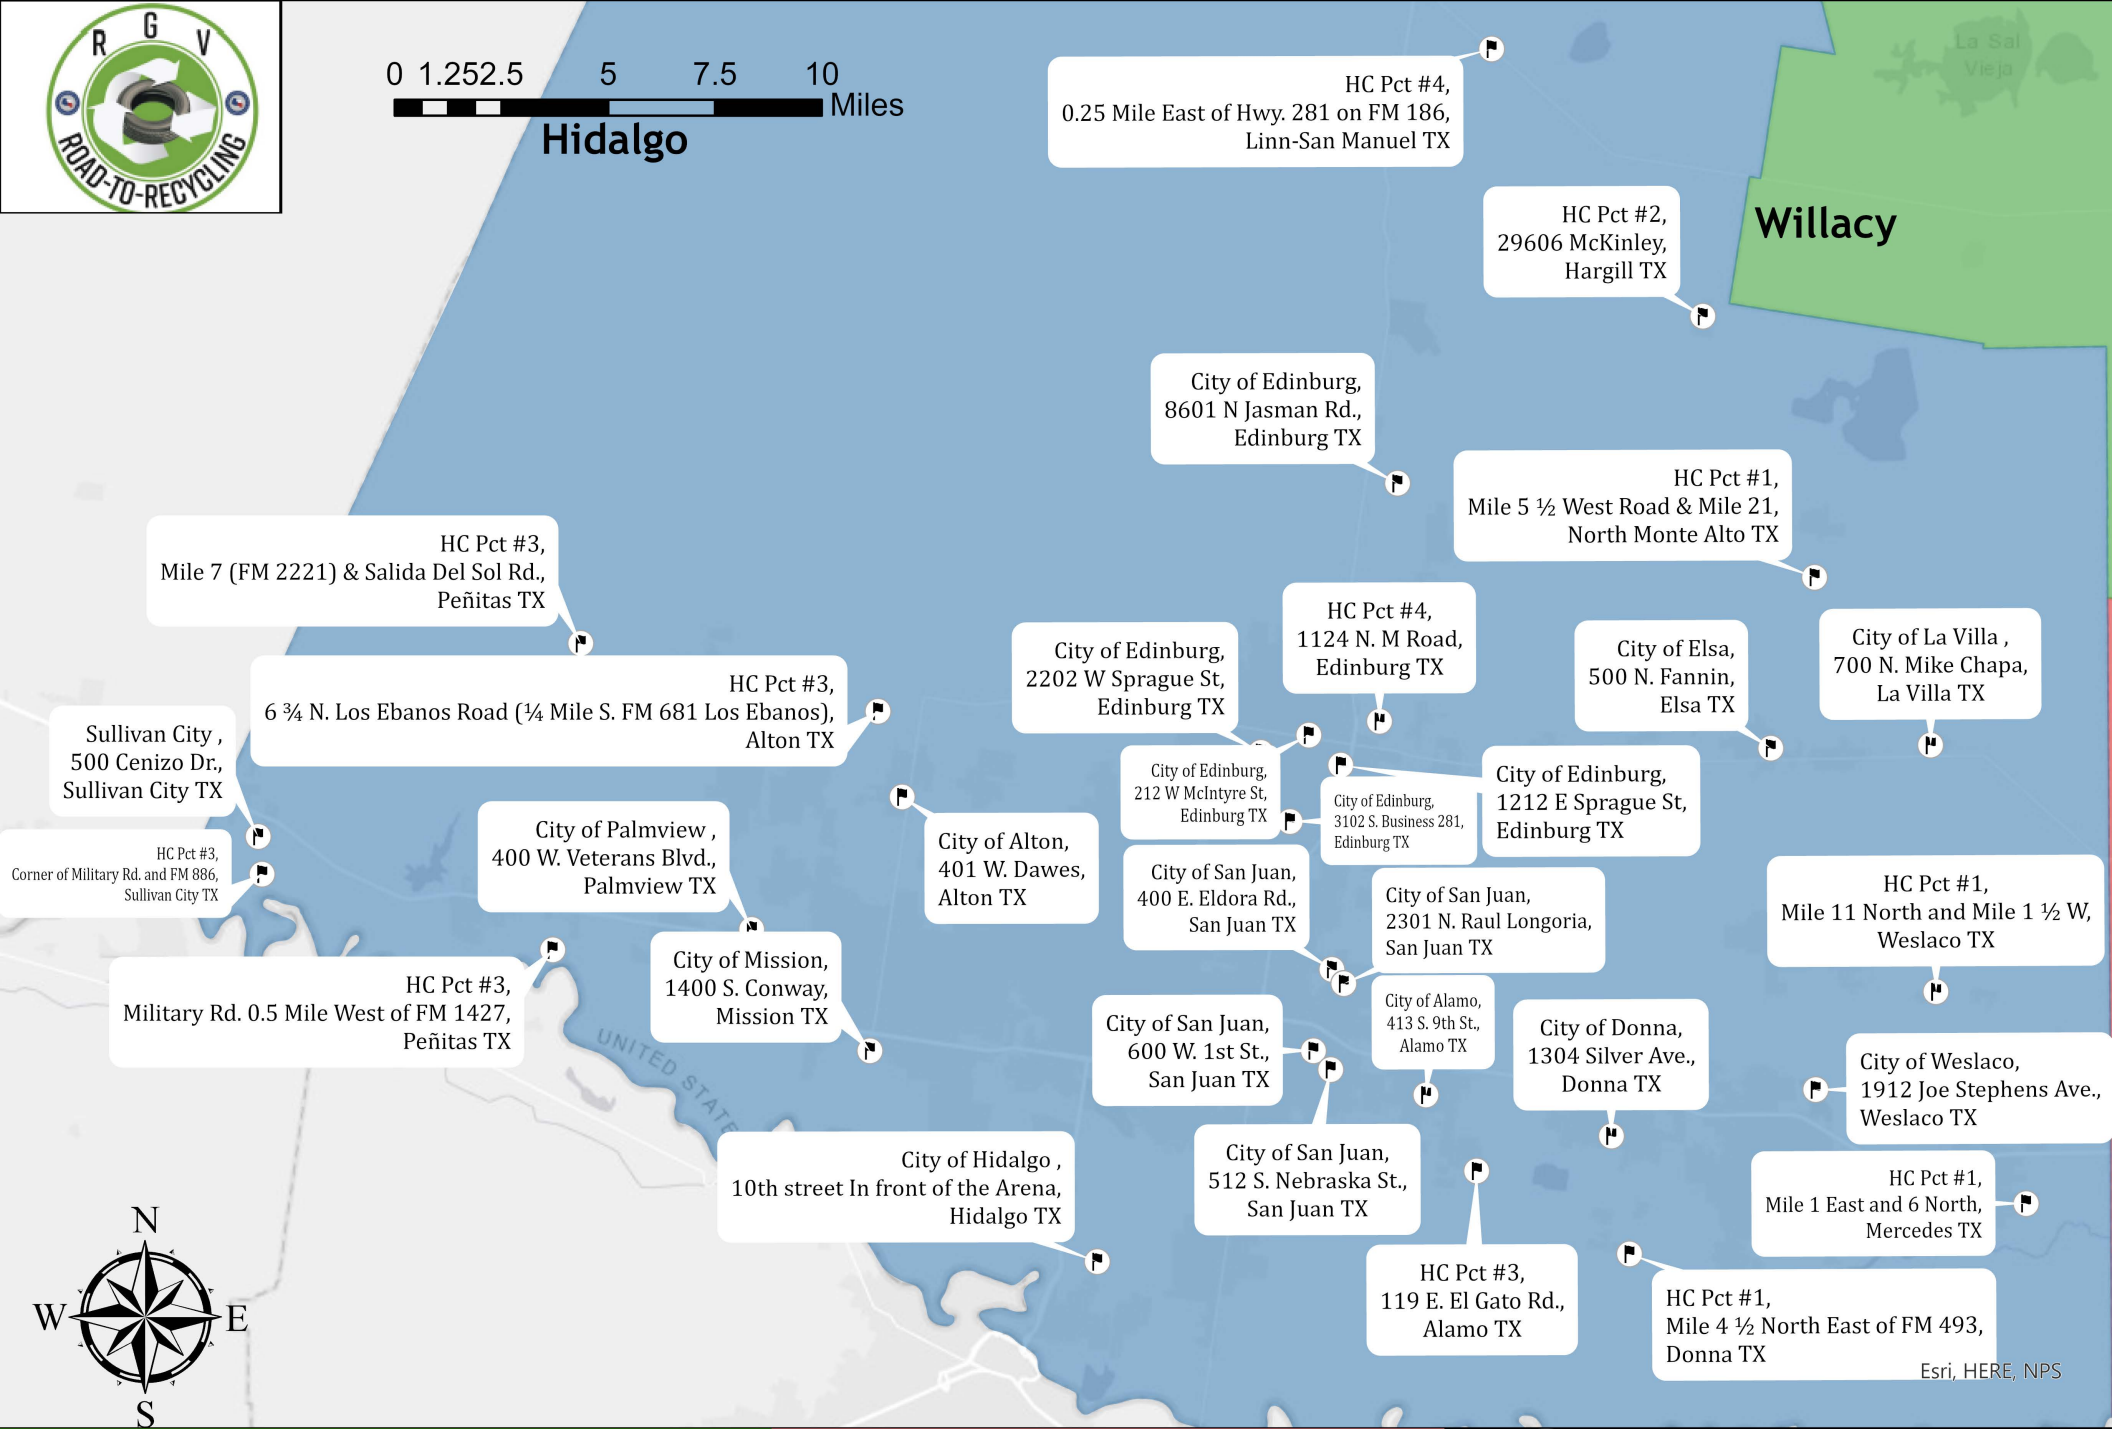 R G V
ROAD-TO-RECYCLING
0 1.252.5 5 7.5 10
Miles
Hidalgo
La Sal
Vieja
Willacy
HC Pct #4,
0.25 Mile East of Hwy. 281 on FM 186,
Linn-San Manuel TX
HC Pct #2,
29606 McKinley,
Hargill TX
City of Edinburg,
8601 N Jasman Rd.,
Edinburg TX
HC Pct #1,
Mile 5 ½ West Road & Mile 21,
North Monte Alto TX
HC Pct #3,
Mile 7 (FM 2221) & Salida Del Sol Rd.,
Peñitas TX
HC Pct #4,
1124 N. M Road,
Edinburg TX
City of Edinburg,
2202 W Sprague St,
Edinburg TX
City of Elsa,
500 N. Fannin,
Elsa TX
City of La Villa ,
700 N. Mike Chapa,
La Villa TX
HC Pct #3,
6 ¾ N. Los Ebanos Road (¼ Mile S. FM 681 Los Ebanos),
Alton TX
Sullivan City ,
500 Cenizo Dr.,
Sullivan City TX
City of Edinburg,
212 W McIntyre St,
Edinburg TX
City of Edinburg,
3102 S. Business 281,
Edinburg TX
City of Edinburg,
1212 E Sprague St,
Edinburg TX
HC Pct #3,
Corner of Military Rd. and FM 886,
Sullivan City TX
City of Palmview ,
400 W. Veterans Blvd.,
Palmview TX
City of Alton,
401 W. Dawes,
Alton TX
City of San Juan,
400 E. Eldora Rd.,
San Juan TX
City of San Juan,
2301 N. Raul Longoria,
San Juan TX
HC Pct #1,
Mile 11 North and Mile 1 ½ W,
Weslaco TX
HC Pct #3,
Military Rd. 0.5 Mile West of FM 1427,
Peñitas TX
City of Mission,
1400 S. Conway,
Mission TX
City of San Juan,
600 W. 1st St.,
San Juan TX
City of Alamo,
413 S. 9th St.,
Alamo TX
City of Donna,
1304 Silver Ave.,
Donna TX
City of Weslaco,
1912 Joe Stephens Ave.,
Weslaco TX
UNITED STATE
City of Hidalgo ,
10th street In front of the Arena,
Hidalgo TX
City of San Juan,
512 S. Nebraska St.,
San Juan TX
HC Pct #1,
Mile 1 East and 6 North,
Mercedes TX
HC Pct #3,
119 E. El Gato Rd.,
Alamo TX
HC Pct #1,
Mile 4 ½ North East of FM 493,
Donna TX
N
W E
S
Esri, HERE, NPS